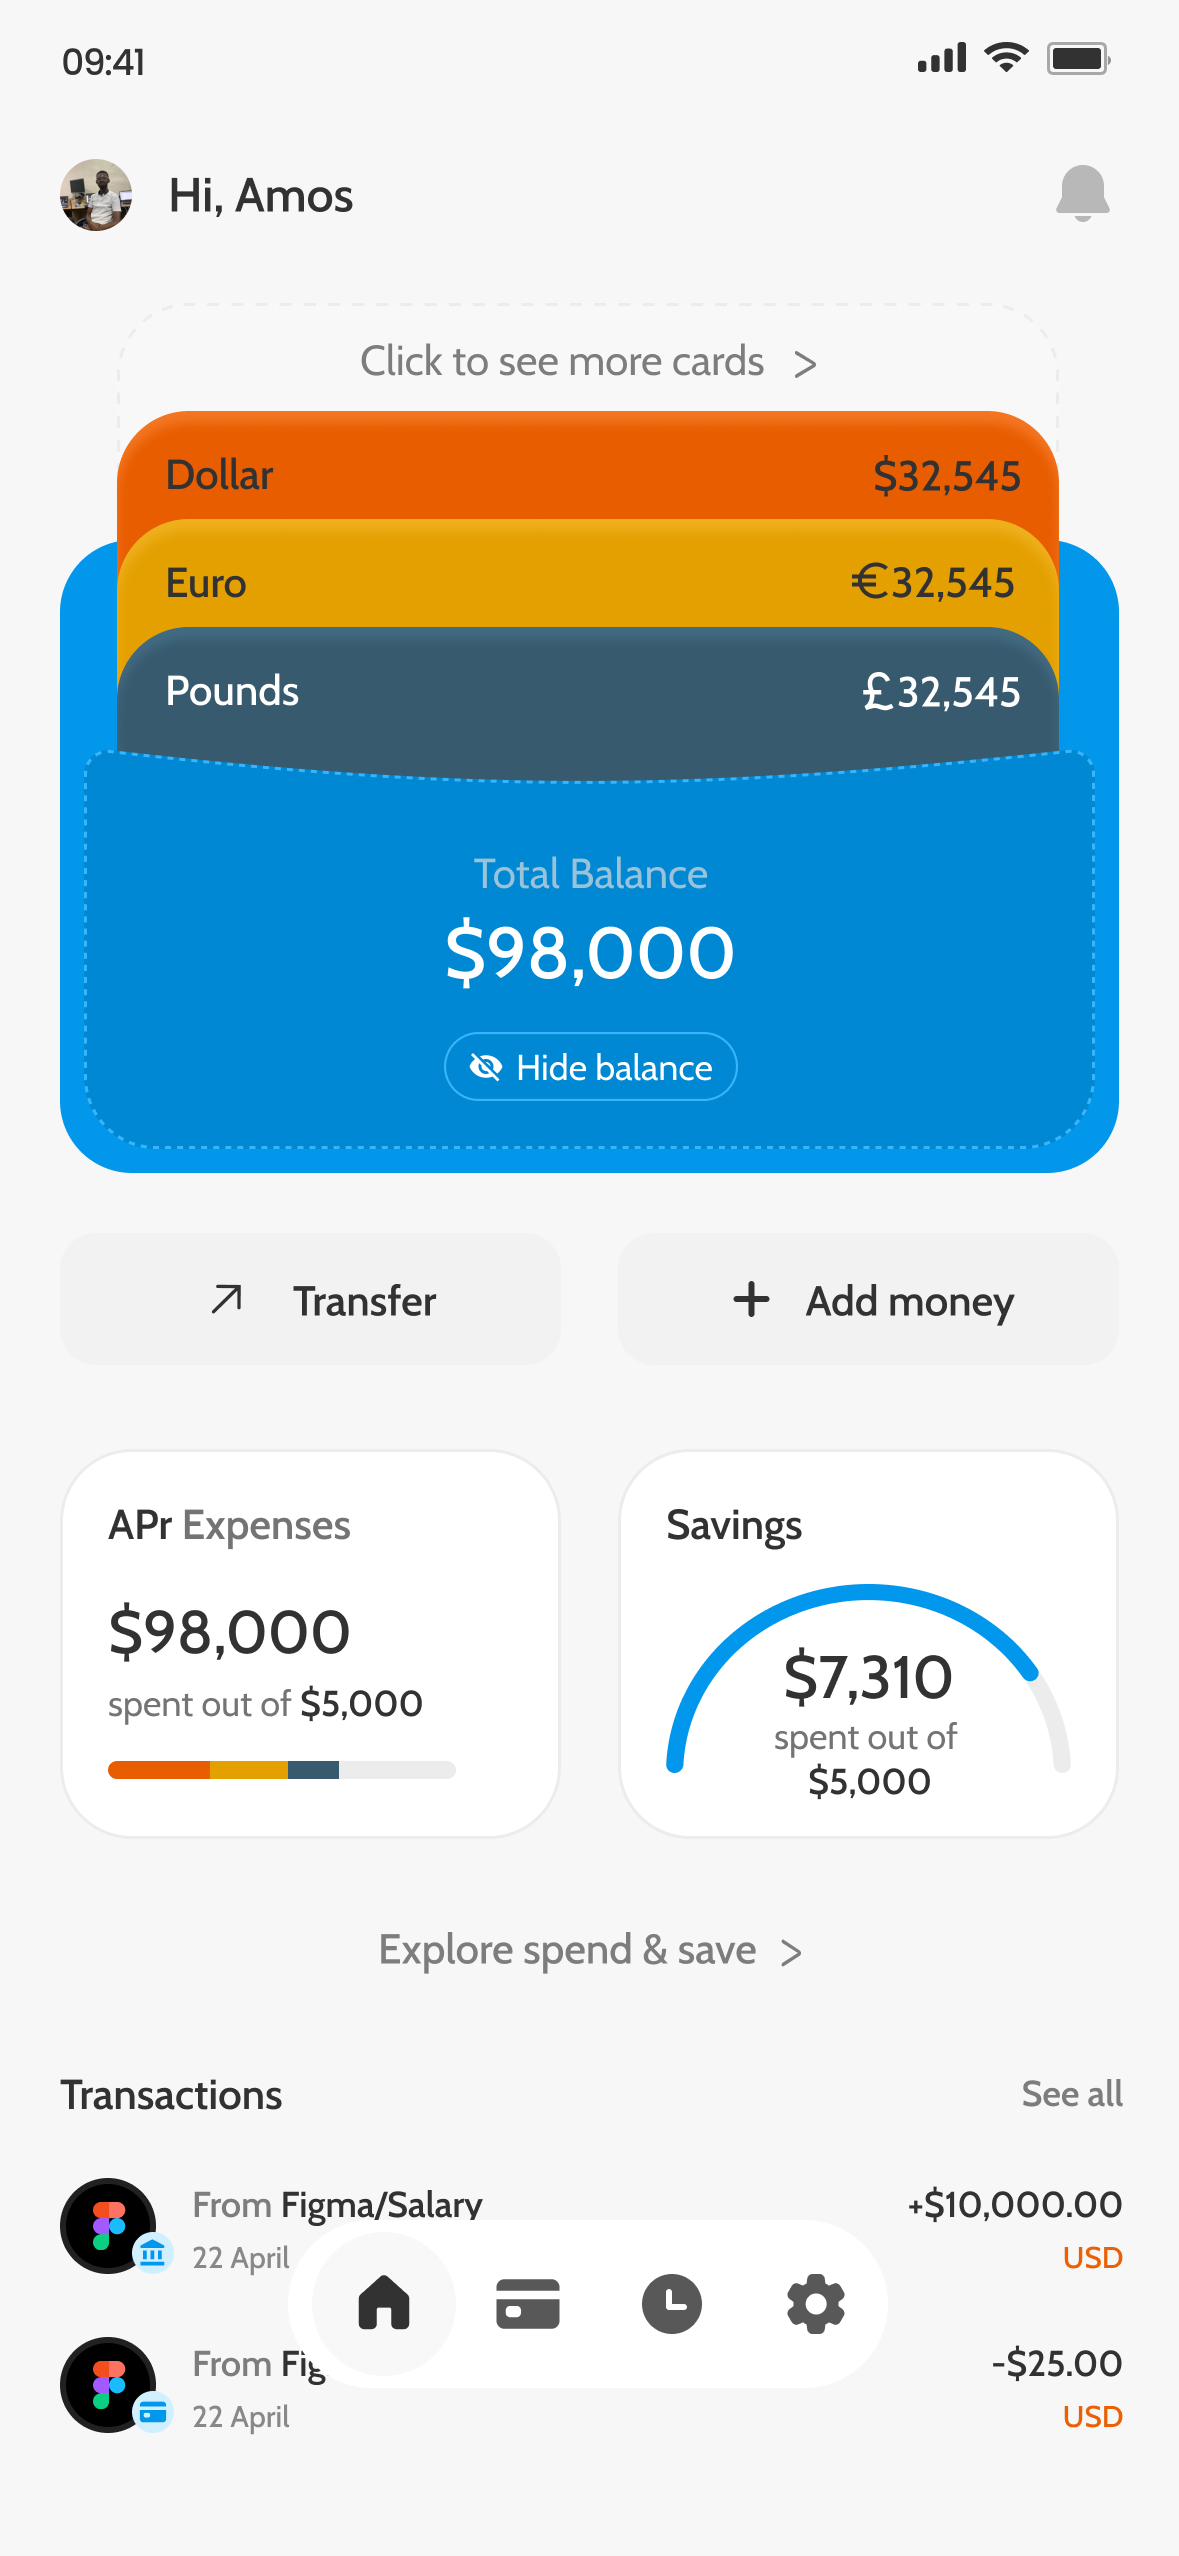 09:41
Hi, Amos
Click to see more cards >
Dollar $32,545
Euro €32,545
Pounds £32,545
Total Balance
$98,000
Hide balance
Transfer
Add money
APr Expenses
$98,000
spent out of $5,000
Savings
$7,310
spent out of
$5,000
Explore spend & save >
Transactions See all
From Figma/Salary +$10,000.00
22 April USD
From Fig -$25.00
22 April USD